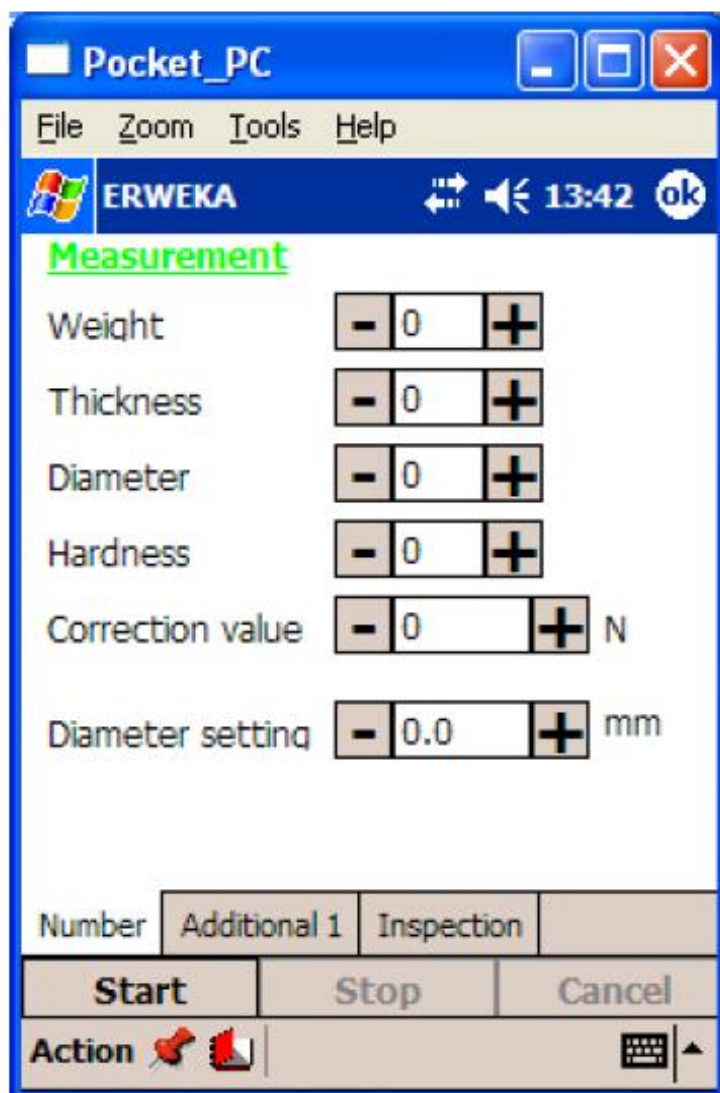 Pocket_PC
File Zoom Tools Help
ERWEKA 13:42 ok
Measurement
Weight - 0 +
Thickness - 0 +
Diameter - 0 +
Hardness - 0 +
Correction value - 0 + N
Diameter setting - 0.0 + mm
Number Additional 1 Inspection
Start Stop Cancel
Action